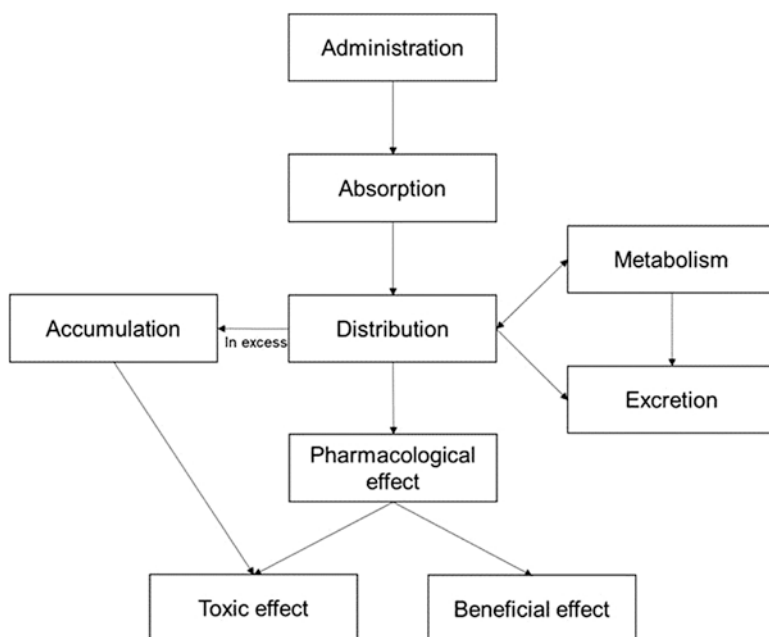 Administration
Absorption
Metabolism
Accumulation
In excess
Distribution
Excretion
Pharmacological
effect
Toxic effect
Beneficial effect